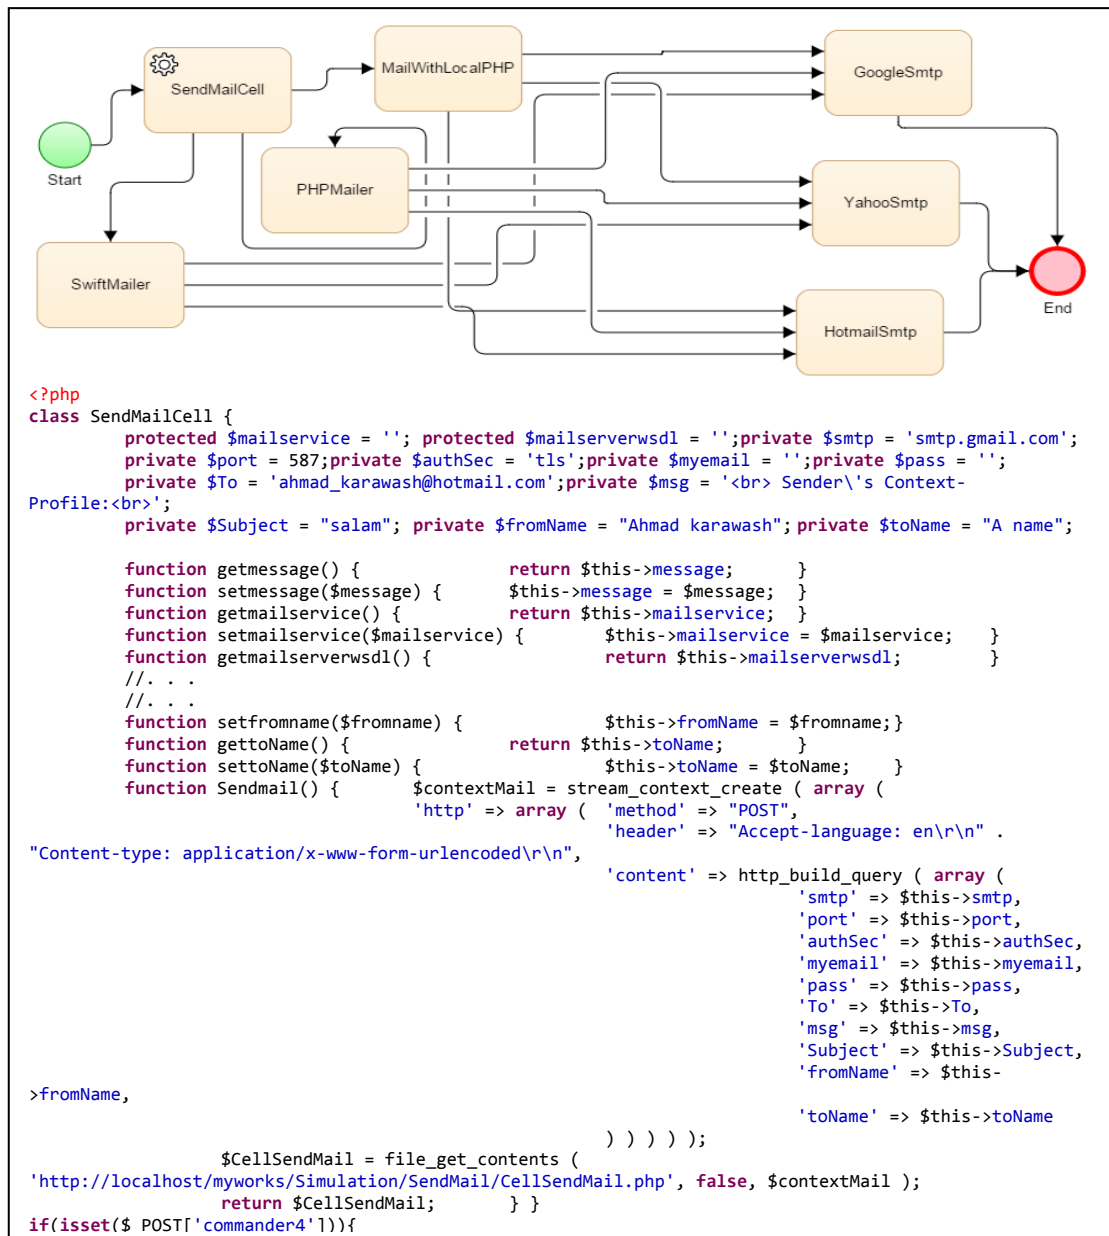 SendMailCell
MailWithLocalPHP
GoogleSmtp
Start
PHPMailer
YahooSmtp
SwiftMailer
HotmailSmtp
End
<?php
class SendMailCell {
protected $mailservice = ''; protected $mailserverwsdl = '';private $smtp = 'smtp.gmail.com';
private $port = 587;private $authSec = 'tls';private $myemail = '';private $pass = '';
private $To = 'ahmad_karawash@hotmail.com';private $msg = '<br> Sender\'s Context-
Profile:<br>';
private $Subject = "salam"; private $fromName = "Ahmad karawash"; private $toName = "A name";
function getmessage() { return $this->message; }
function setmessage($message) { $this->message = $message; }
function getmailservice() { return $this->mailservice; }
function setmailservice($mailservice) { $this->mailservice = $mailservice; }
function getmailserverwsdl() { return $this->mailserverwsdl; }
//. . .
//. . .
function setfromname($fromname) { $this->fromName = $fromname;}
function gettoName() { return $this->toName; }
function settoName($toName) { $this->toName = $toName; }
function Sendmail() { $contextMail = stream_context_create ( array (
'http' => array ( 'method' => "POST",
'header' => "Accept-language: en\r\n" .
"Content-type: application/x-www-form-urlencoded\r\n",
'content' => http_build_query ( array (
'smtp' => $this->smtp,
'port' => $this->port,
'authSec' => $this->authSec,
'myemail' => $this->myemail,
'pass' => $this->pass,
'To' => $this->To,
'msg' => $this->msg,
'Subject' => $this->Subject,
'fromName' => $this-
>fromName,
'toName' => $this->toName
) ) ) ) );
$CellSendMail = file_get_contents (
'http://localhost/myworks/Simulation/SendMail/CellSendMail.php', false, $contextMail );
return $CellSendMail; } }
if(isset($_POST['commander4'])){